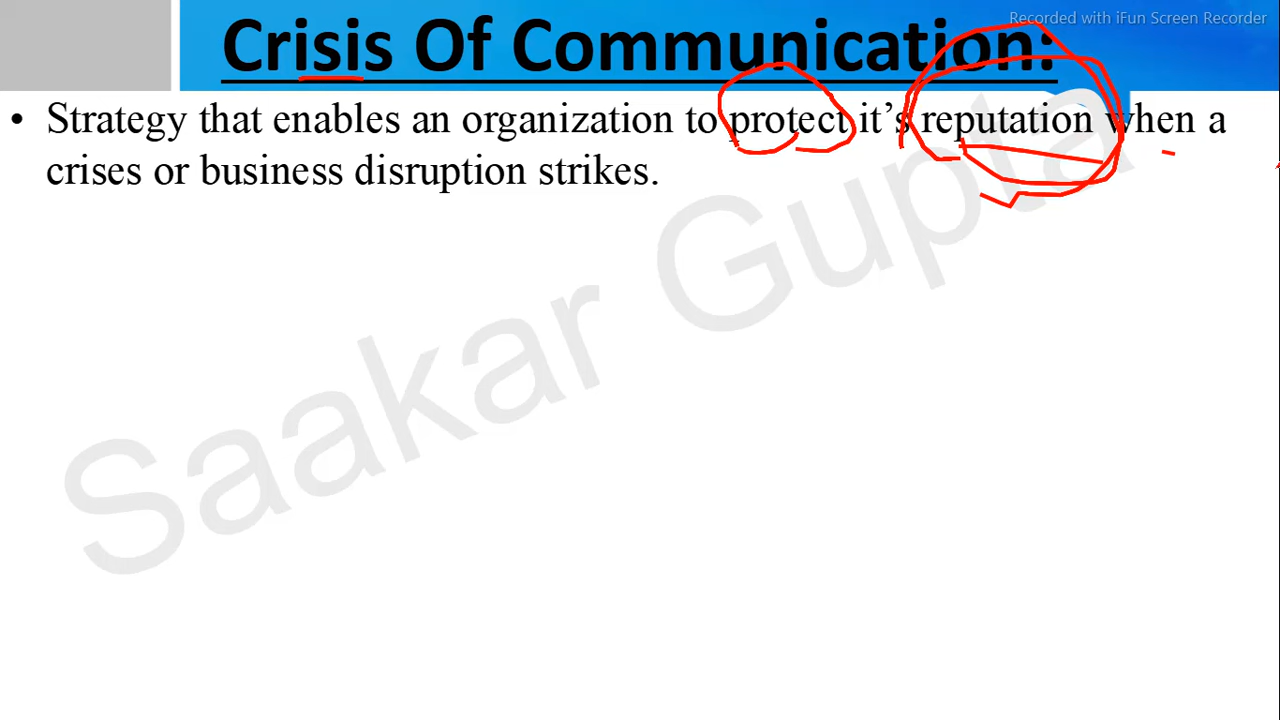 Recorded with iFun Screen Recorder
Crisis Of Communication:
• Strategy that enables an organization to protect it’s reputation when a
crises or business disruption strikes.
Saakar Gupta